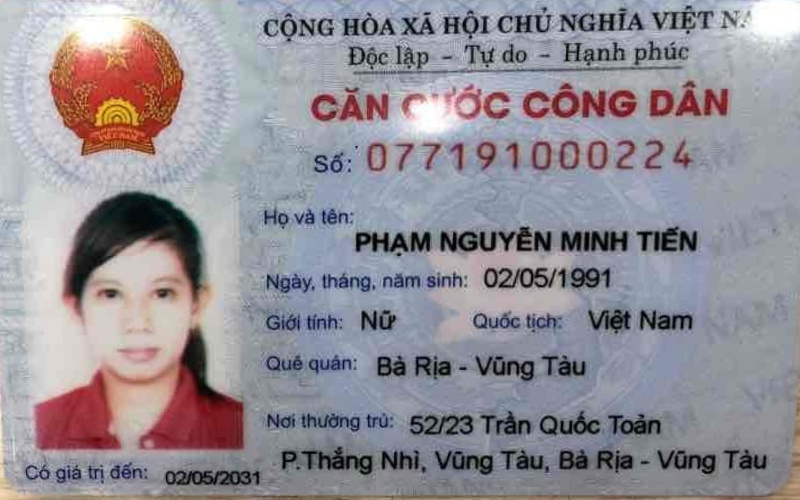 CỘNG HÒA XÃ HỘI CHỦ NGHĨA VIỆT NA
Độc lập - Tự do - Hạnh phúc
CĂN CƯỚC CÔNG DÂN
Số: 077191000224
Họ và tên:
PHẠM NGUYỄN MINH TIẾN
Ngày, tháng, năm sinh: 02/05/1991
Giới tính: Nữ Quốc tịch: Việt Nam
Quê quán: Bà Rịa - Vũng Tàu
Nơi thường trú: 52/23 Trần Quốc Toản
P.Thắng Nhì, Vũng Tàu, Bà Rịa - Vũng Tàu
Có giá trị đến: 02/05/2031